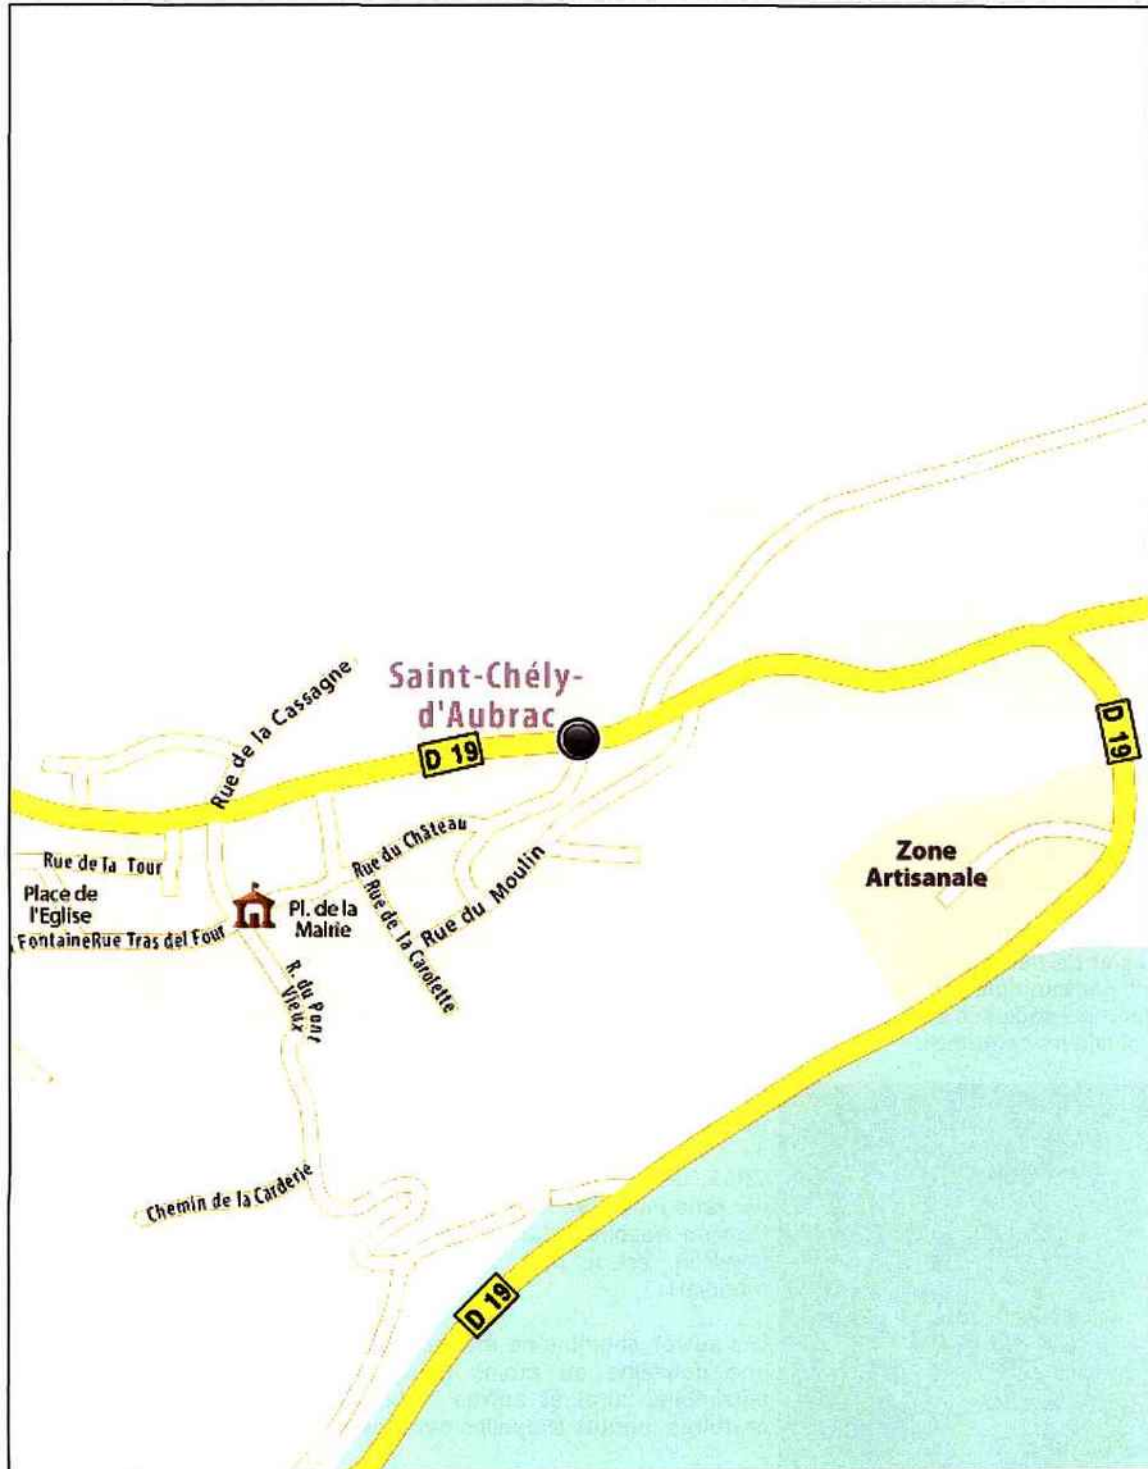 Rue de la Cassagne
Saint-Chély-
d'Aubrac
D 19
D 19
Rue du Château
Rue de la Tour
Zone
Artisanale
Place de
l'Eglise
Pl. de la
Mairie
Rue du Moulin
Rue de la Carolette
Fontaine
Rue Tras del Four
R. du Pont
Vieux
Chemin de la Carderie
D 19